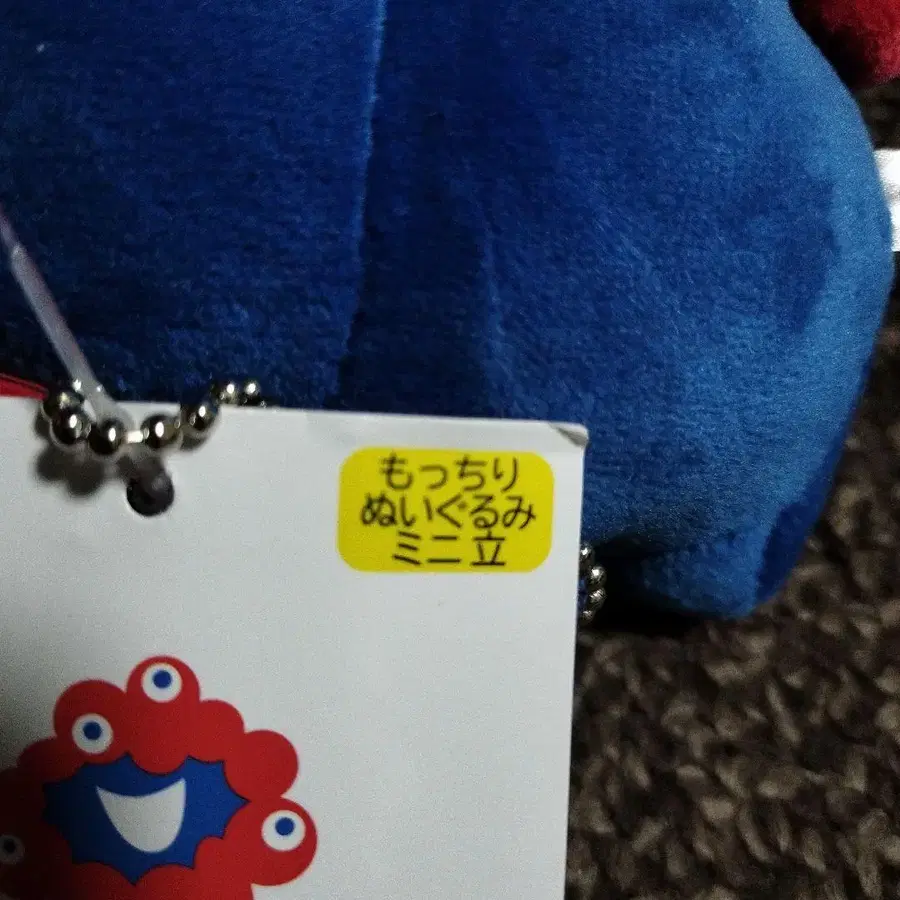 もっちり
ぬいぐるみ
ミニ 立